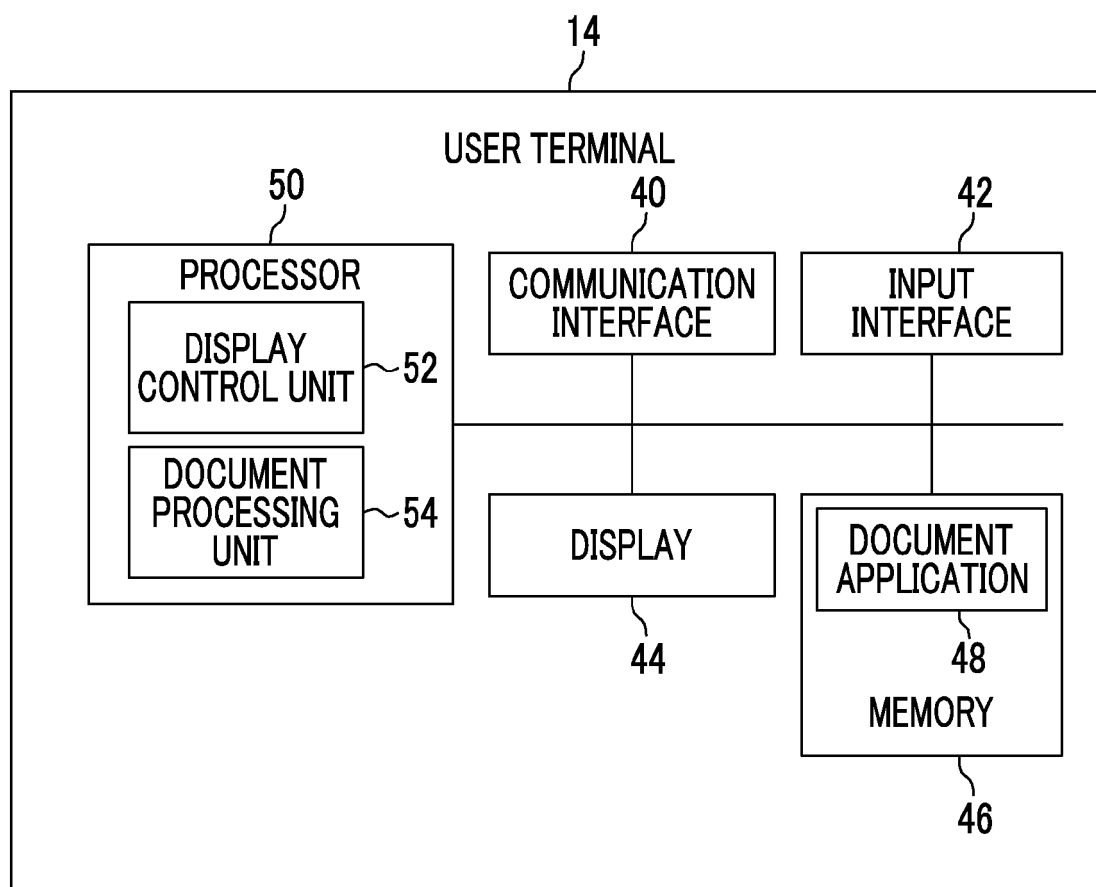 14
USER TERMINAL
50
40
42
PROCESSOR
DISPLAY
CONTROL UNIT
52
DOCUMENT
PROCESSING
UNIT
54
COMMUNICATION
INTERFACE
INPUT
INTERFACE
DISPLAY
44
DOCUMENT
APPLICATION
48
MEMORY
46